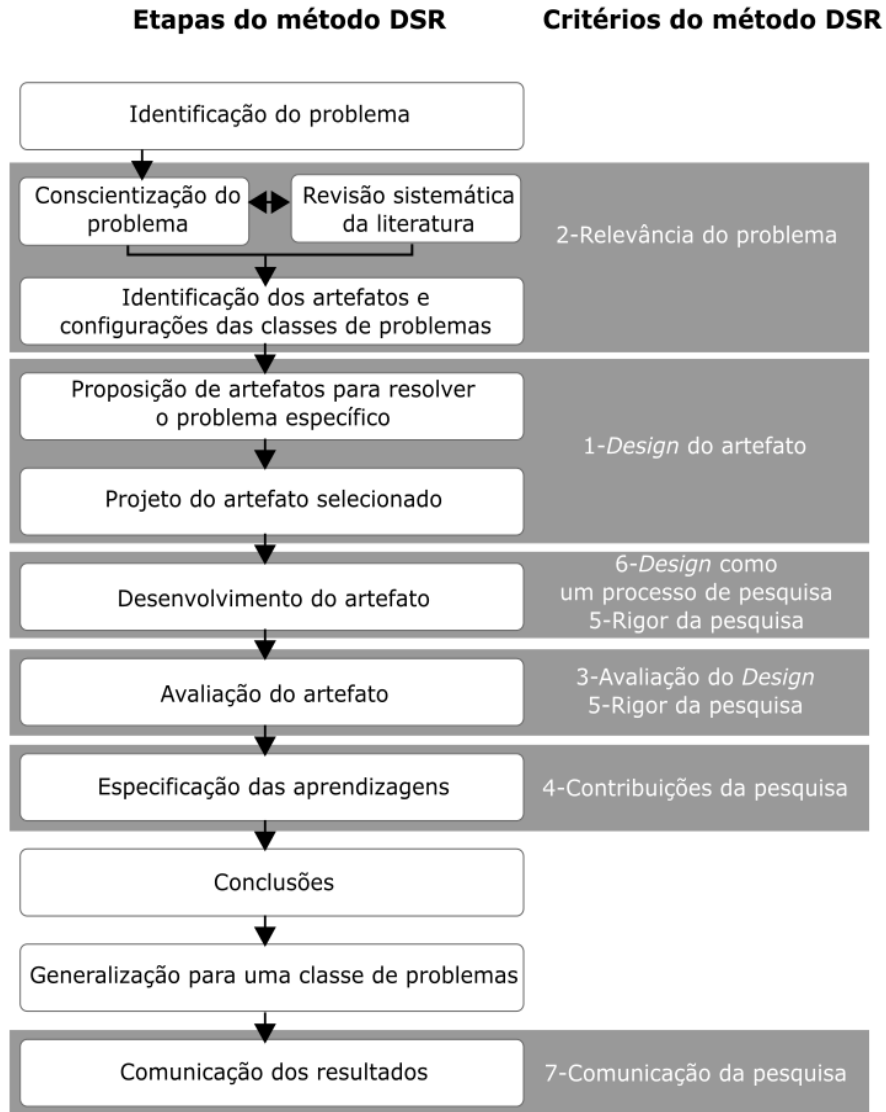 Etapas do método DSR
Critérios do método DSR
Identificação do problema
Conscientização do
problema
Revisão sistemática
da literatura
2-Relevância do problema
Identificação dos artefatos e
configurações das classes de problemas
Proposição de artefatos para resolver
o problema específico
1-Design do artefato
Projeto do artefato selecionado
Desenvolvimento do artefato
6-Design como
um processo de pesquisa
5-Rigor da pesquisa
Avaliação do artefato
3-Avaliação do Design
5-Rigor da pesquisa
Especificação das aprendizagens
4-Contribuições da pesquisa
Conclusões
Generalização para uma classe de problemas
Comunicação dos resultados
7-Comunicação da pesquisa